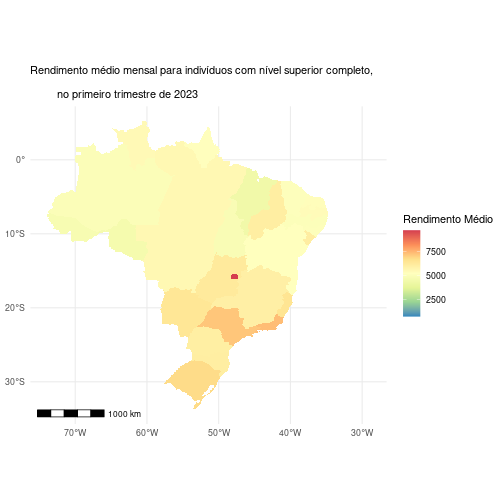 Rendimento médio mensal para indivíduos com nível superior completo,
no primeiro trimestre de 2023
0°
10°S
20°S
30°S
70°W
60°W
50°W
40°W
30°W
1000 km
Rendimento Médio
7500
5000
2500